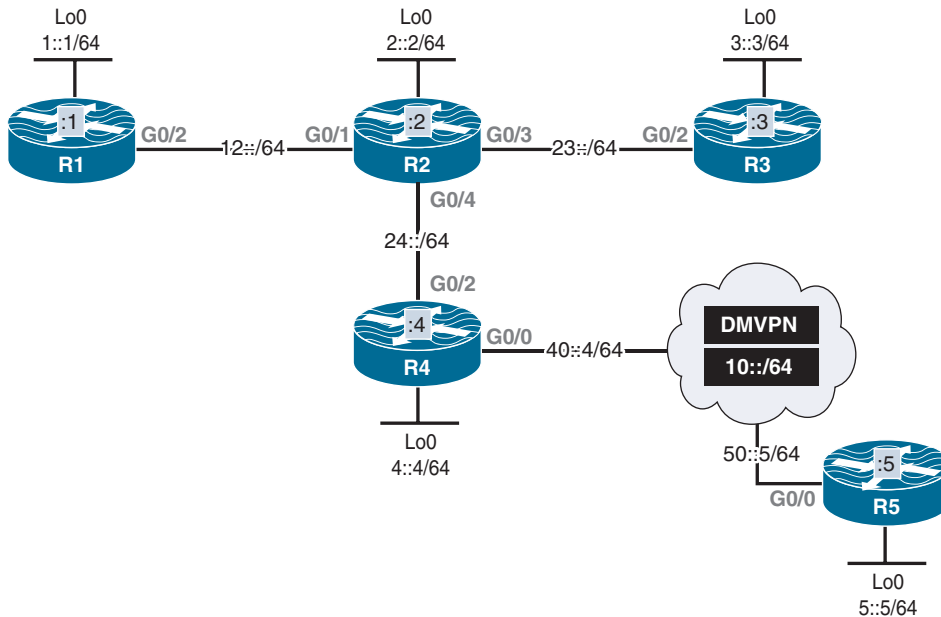 Lo0
1::1/64
Lo0
2::2/64
Lo0
3::3/64
:1
R1
G0/2
12::/64
G0/1
:2
R2
G0/3
23::/64
G0/2
:3
R3
G0/4
24::/64
G0/2
:4
R4
G0/0
40::4/64
DMVPN
10::/64
Lo0
4::4/64
50::5/64
G0/0
:5
R5
Lo0
5::5/64